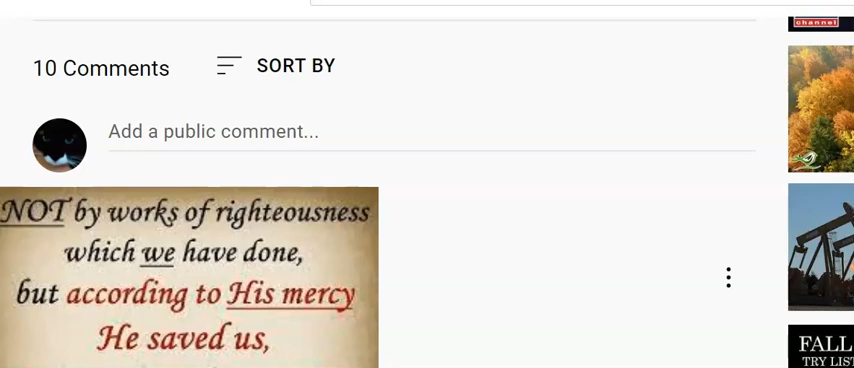 channel
10 Comments
SORT BY
Add a public comment...
NOT by works of righteousness
which we have done,
but according to His mercy
He saved us,
FALL
TRY LIST